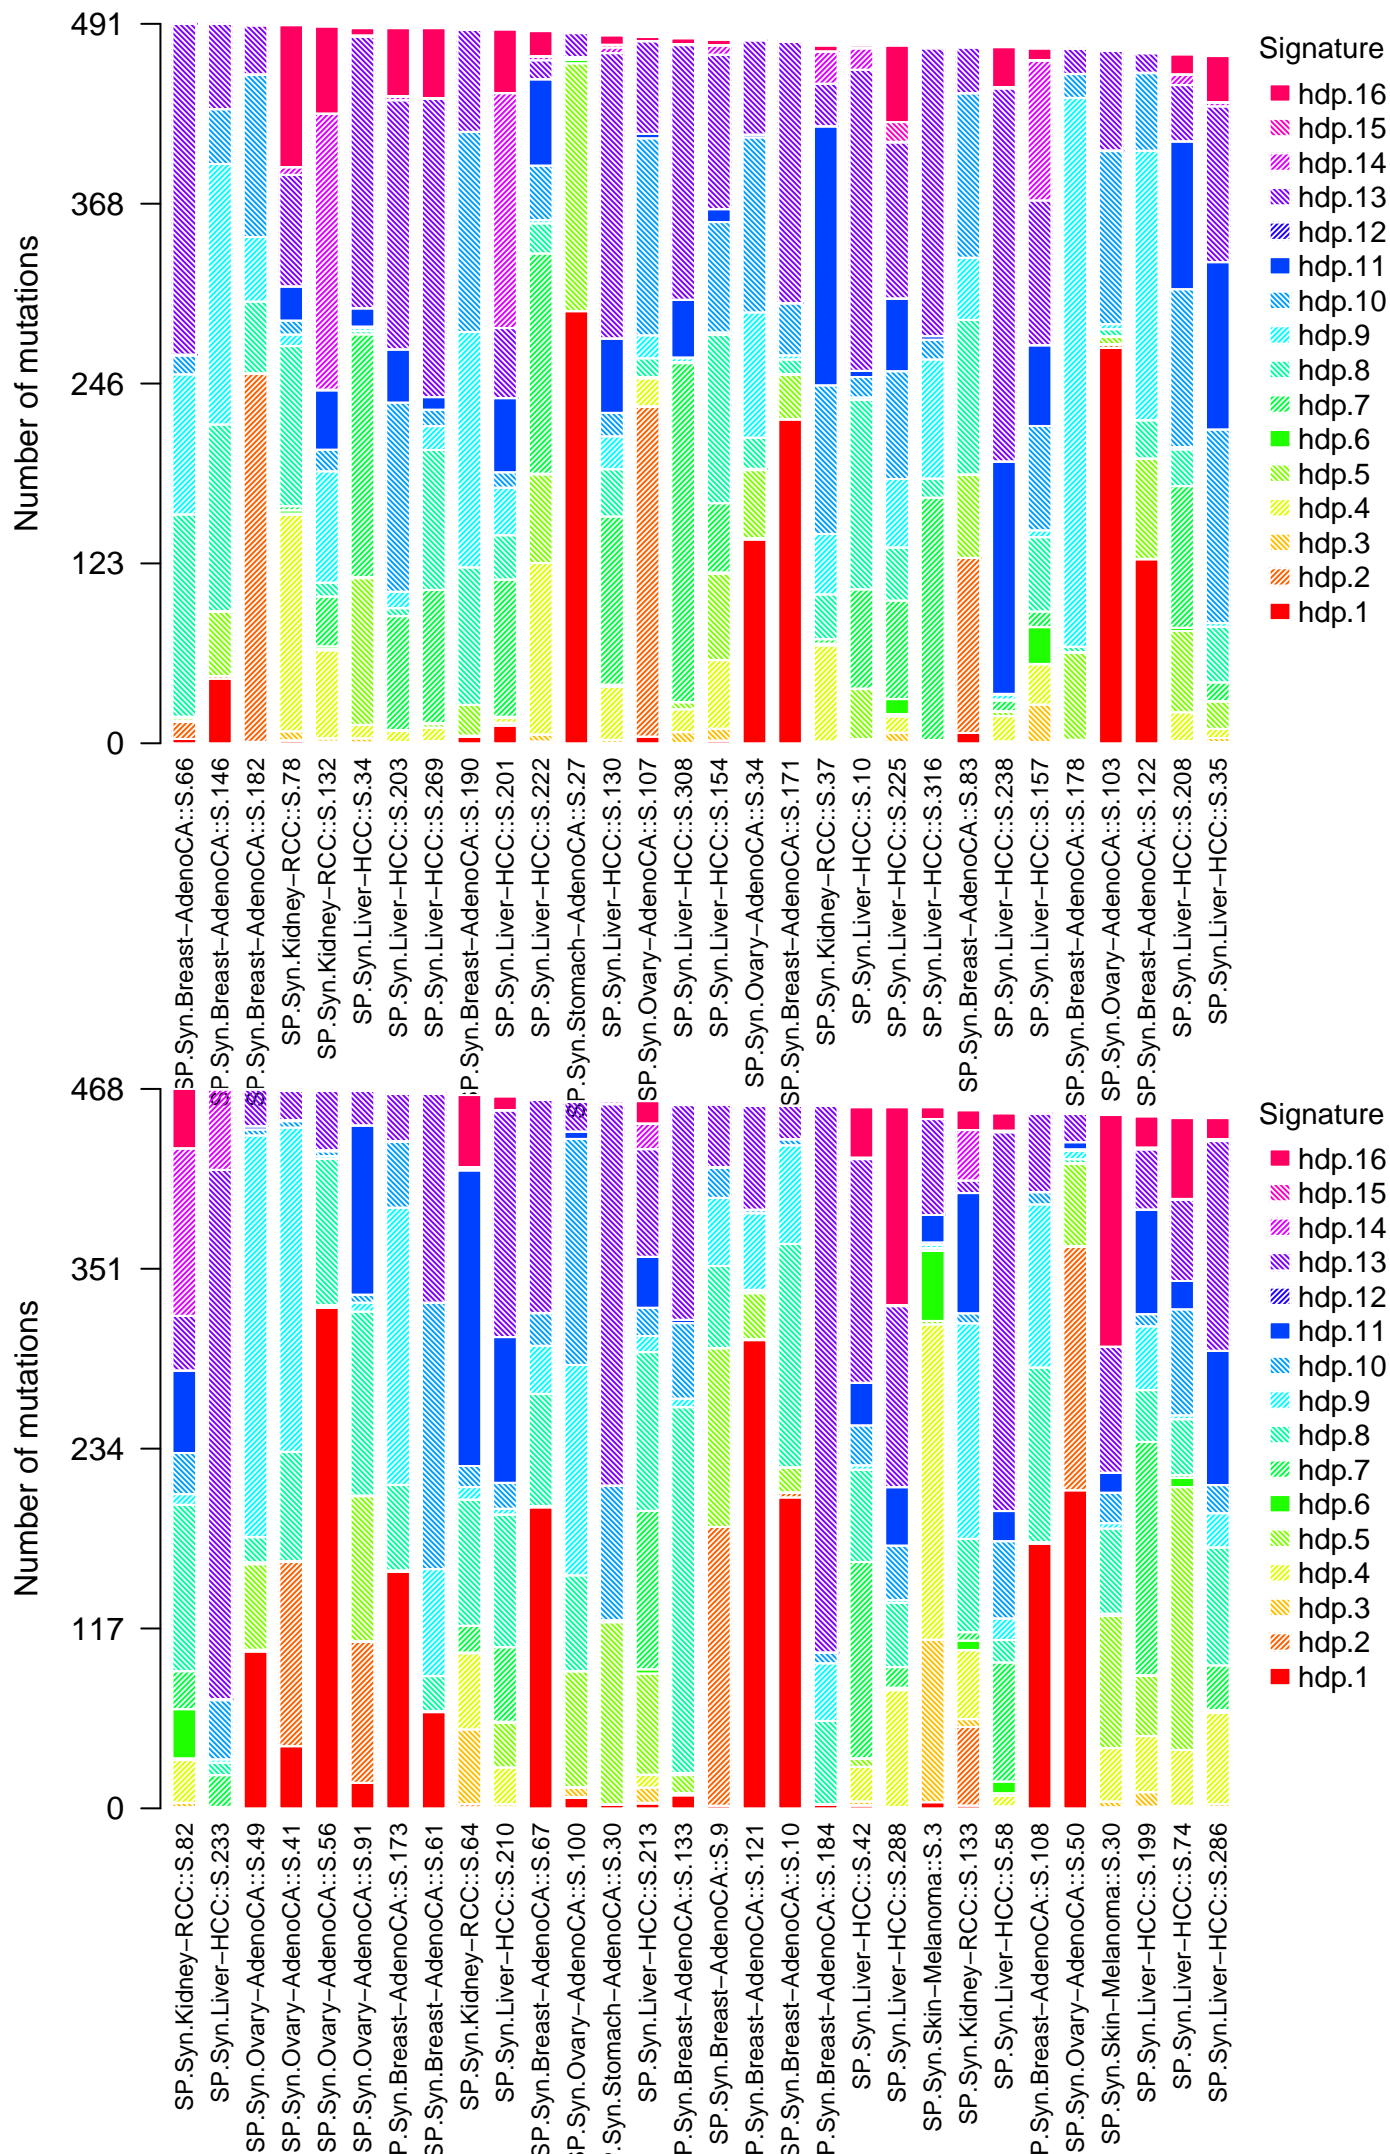 Number of mutations
491
368
246
123
0
Signature
hdp.16
hdp.15
hdp.14
hdp.13
hdp.12
hdp.11
hdp.10
hdp.9
hdp.8
hdp.7
hdp.6
hdp.5
hdp.4
hdp.3
hdp.2
hdp.1
SP.Syn.Breast−AdenoCA::S.66
SP.Syn.Breast−AdenoCA::S.146
SP.Syn.Breast−AdenoCA::S.182
SP.Syn.Kidney−RCC::S.78
SP.Syn.Kidney−RCC::S.132
SP.Syn.Liver−HCC::S.34
SP.Syn.Liver−HCC::S.203
SP.Syn.Liver−HCC::S.269
SP.Syn.Breast−AdenoCA::S.190
SP.Syn.Liver−HCC::S.201
SP.Syn.Liver−HCC::S.222
SP.Syn.Stomach−AdenoCA::S.27
SP.Syn.Liver−HCC::S.130
SP.Syn.Ovary−AdenoCA::S.107
SP.Syn.Liver−HCC::S.308
SP.Syn.Liver−HCC::S.154
SP.Syn.Ovary−AdenoCA::S.34
SP.Syn.Breast−AdenoCA::S.171
SP.Syn.Kidney−RCC::S.37
SP.Syn.Liver−HCC::S.10
SP.Syn.Liver−HCC::S.225
SP.Syn.Liver−HCC::S.316
SP.Syn.Breast−AdenoCA::S.83
SP.Syn.Liver−HCC::S.238
SP.Syn.Liver−HCC::S.157
SP.Syn.Breast−AdenoCA::S.178
SP.Syn.Ovary−AdenoCA::S.103
SP.Syn.Breast−AdenoCA::S.122
SP.Syn.Liver−HCC::S.208
SP.Syn.Liver−HCC::S.35
Number of mutations
468
351
234
117
0
Signature
hdp.16
hdp.15
hdp.14
hdp.13
hdp.12
hdp.11
hdp.10
hdp.9
hdp.8
hdp.7
hdp.6
hdp.5
hdp.4
hdp.3
hdp.2
hdp.1
SP.Syn.Kidney−RCC::S.82
SP.Syn.Liver−HCC::S.233
SP.Syn.Ovary−AdenoCA::S.49
SP.Syn.Ovary−AdenoCA::S.41
SP.Syn.Ovary−AdenoCA::S.56
SP.Syn.Ovary−AdenoCA::S.91
SP.Syn.Breast−AdenoCA::S.173
SP.Syn.Breast−AdenoCA::S.61
SP.Syn.Kidney−RCC::S.64
SP.Syn.Liver−HCC::S.210
SP.Syn.Breast−AdenoCA::S.67
SP.Syn.Ovary−AdenoCA::S.100
.Syn.Stomach−AdenoCA::S.30
SP.Syn.Liver−HCC::S.213
SP.Syn.Breast−AdenoCA::S.133
SP.Syn.Breast−AdenoCA::S.9
SP.Syn.Breast−AdenoCA::S.121
SP.Syn.Breast−AdenoCA::S.10
SP.Syn.Breast−AdenoCA::S.184
SP.Syn.Liver−HCC::S.42
SP.Syn.Liver−HCC::S.288
SP.Syn.Skin−Melanoma::S.3
SP.Syn.Kidney−RCC::S.133
SP.Syn.Liver−HCC::S.58
SP.Syn.Breast−AdenoCA::S.108
SP.Syn.Ovary−AdenoCA::S.50
SP.Syn.Skin−Melanoma::S.30
SP.Syn.Liver−HCC::S.199
SP.Syn.Liver−HCC::S.74
SP.Syn.Liver−HCC::S.286